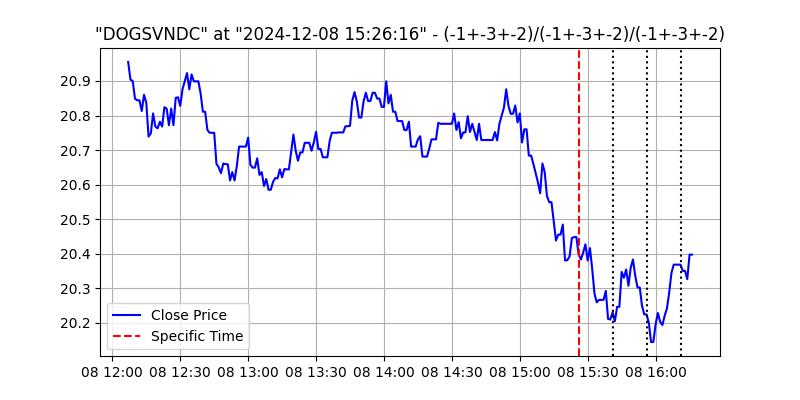 "DOGSVNDC" at "2024-12-08 15:26:16" - (-1+-3+-2)/(-1+-3+-2)/(-1+-3+-2)
20.9
20.8
20.7
20.6
20.5
20.4
20.3
20.2
Close Price
Specific Time
08 12:00 08 12:30 08 13:00 08 13:30 08 14:00 08 14:30 08 15:00 08 15:30 08 16:00